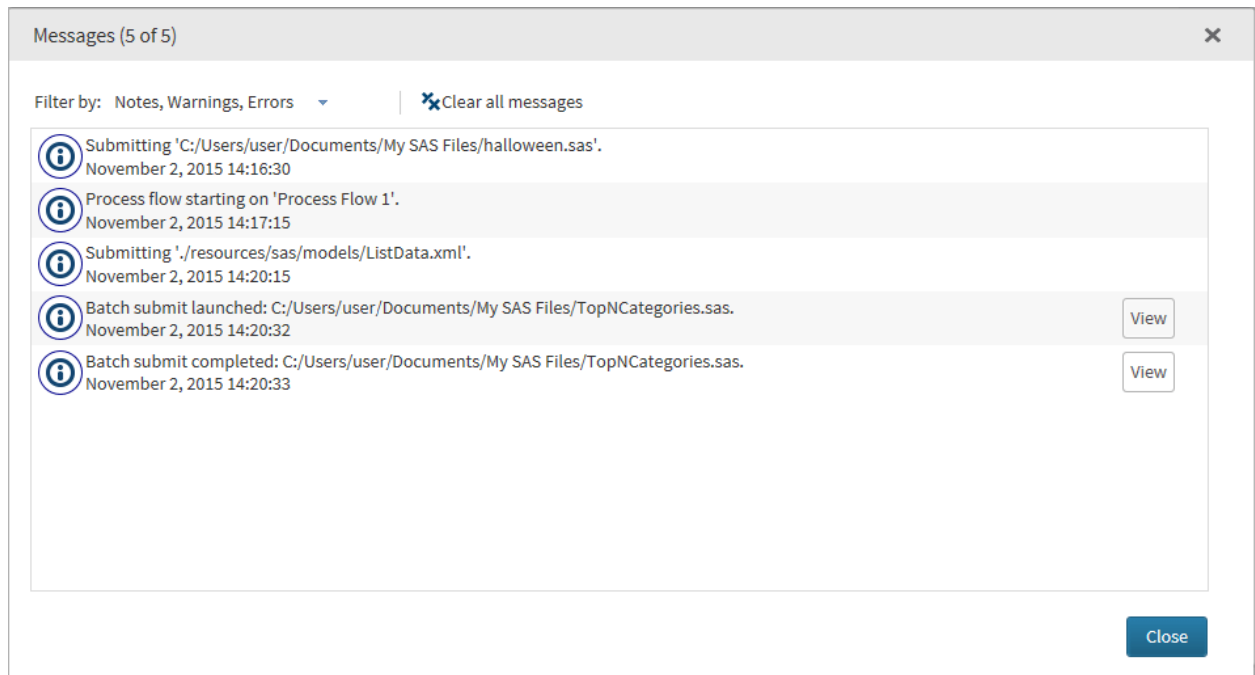 Messages (5 of 5)
Filter by: Notes, Warnings, Errors Clear all messages
Submitting 'C:/Users/user/Documents/My SAS Files/halloween.sas'.
November 2, 2015 14:16:30
Process flow starting on 'Process Flow 1'.
November 2, 2015 14:17:15
Submitting './resources/sas/models/ListData.xml'.
November 2, 2015 14:20:15
Batch submit launched: C:/Users/user/Documents/My SAS Files/TopNCategories.sas.
November 2, 2015 14:20:32
View
Batch submit completed: C:/Users/user/Documents/My SAS Files/TopNCategories.sas.
November 2, 2015 14:20:33
View
Close